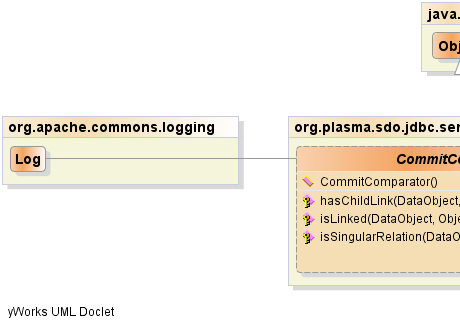 java.
Obj
org.apache.commons.logging
Log
org.plasma.sdo.jdbc.ser
CommitCo
CommitComparator()
hasChildLink(DataObject,
isLinked(DataObject, Obje
isSingularRelation(DataO
yWorks UML Doclet